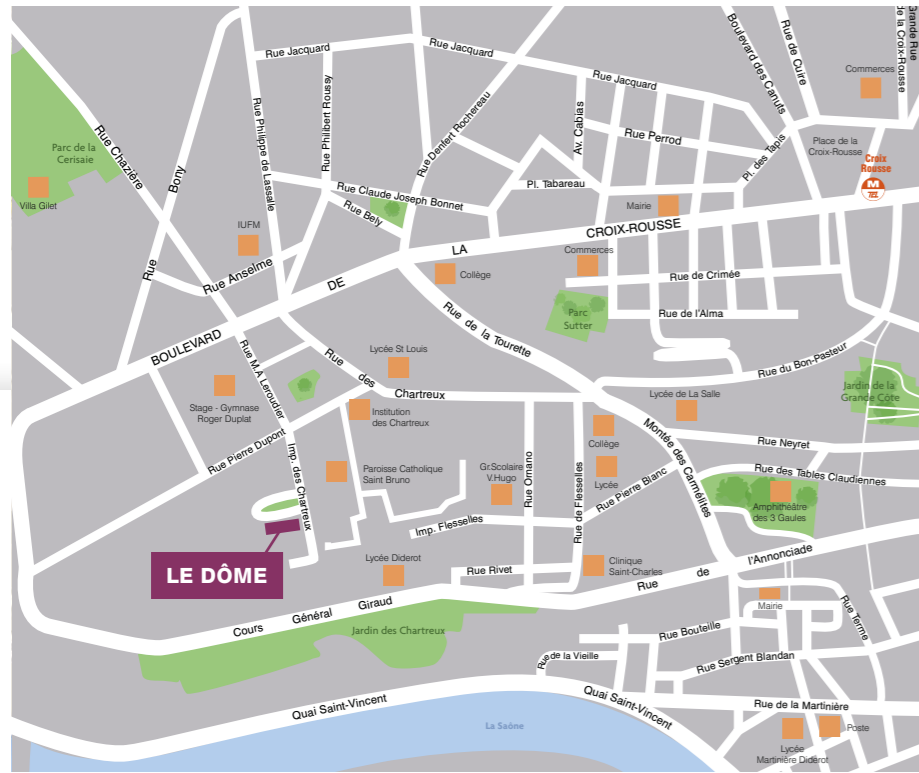 Rue Jacquard
Rue Jacquard
Rue Jacquard
Boulevard des Canuts
Rue de Cuire
Grande Rue
de la Croix-Rousse
Commerces
Rue Chazière
Parc de la
Cerisaie
Villa Gilet
Rue
Bony
Rue Philippe de Lassalle
Rue Philibert Roussy
Rue Denfert Rochereau
Av. Cabias
Rue Perrod
Pl. des Tapis
Place de la
Croix-Rousse
Croix
Rousse
M
TCL
Rue Claude Joseph Bonnet
Rue Bely
Pl. Tabareau
Mairie
IUFM
Rue Anselme
BOULEVARD
DE
LA
CROIX-ROUSSE
Commerces
Collège
Rue de Crimée
Parc
Sutter
Rue de l'Alma
Rue de la Tourette
Rue M.A Leroudier
Lycée St Louis
Rue
des
Chartreux
Rue du Bon-Pasteur
Jardin de la
Grande Côte
Stage - Gymnase
Roger Duplat
Institution
des Chartreux
Lycée de La Salle
Rue Pierre Dupont
Collège
Montée des Carmélites
Rue Neyret
Imp. des Chartreux
Paroisse Catholique
Saint Bruno
Gr.Scolaire
V.Hugo
Rue Ornano
Rue de Flesselles
Lycée
Rue Pierre Blanc
Rue des Tables Claudiennes
Amphithéâtre
des 3 Gaules
Imp. Flesselles
LE DÔME
Lycée Diderot
Rue Rivet
Clinique
Saint-Charles
Rue
de
l'Annonciade
Cours
Général
Giraud
Jardin des Chartreux
Mairie
Rue Terme
Rue Bouteille
Rue de la Vieille
Rue Sergent Blandan
Quai Saint-Vincent
Quai Saint-Vincent
Rue de la Martinière
La Saône
Poste
Lycée
Martinière Diderot